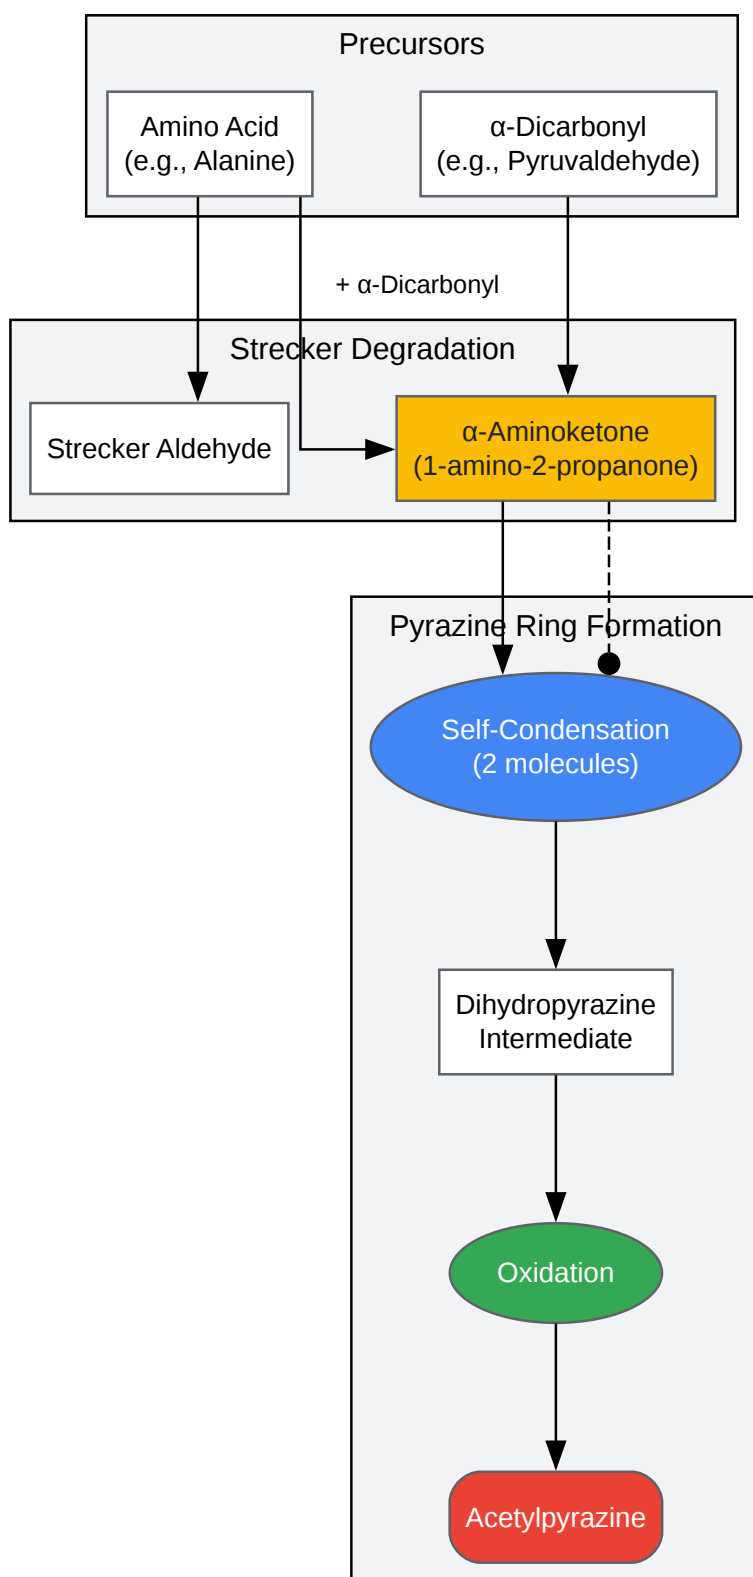 Precursors
Amino Acid
(e.g., Alanine)
α-Dicarbonyl
(e.g., Pyruvaldehyde)
+ α-Dicarbonyl
Strecker Degradation
Strecker Aldehyde
α-Aminoketone
(1-amino-2-propanone)
Pyrazine Ring Formation
Self-Condensation
(2 molecules)
Dihydropyrazine
Intermediate
Oxidation
Acetylpyrazine